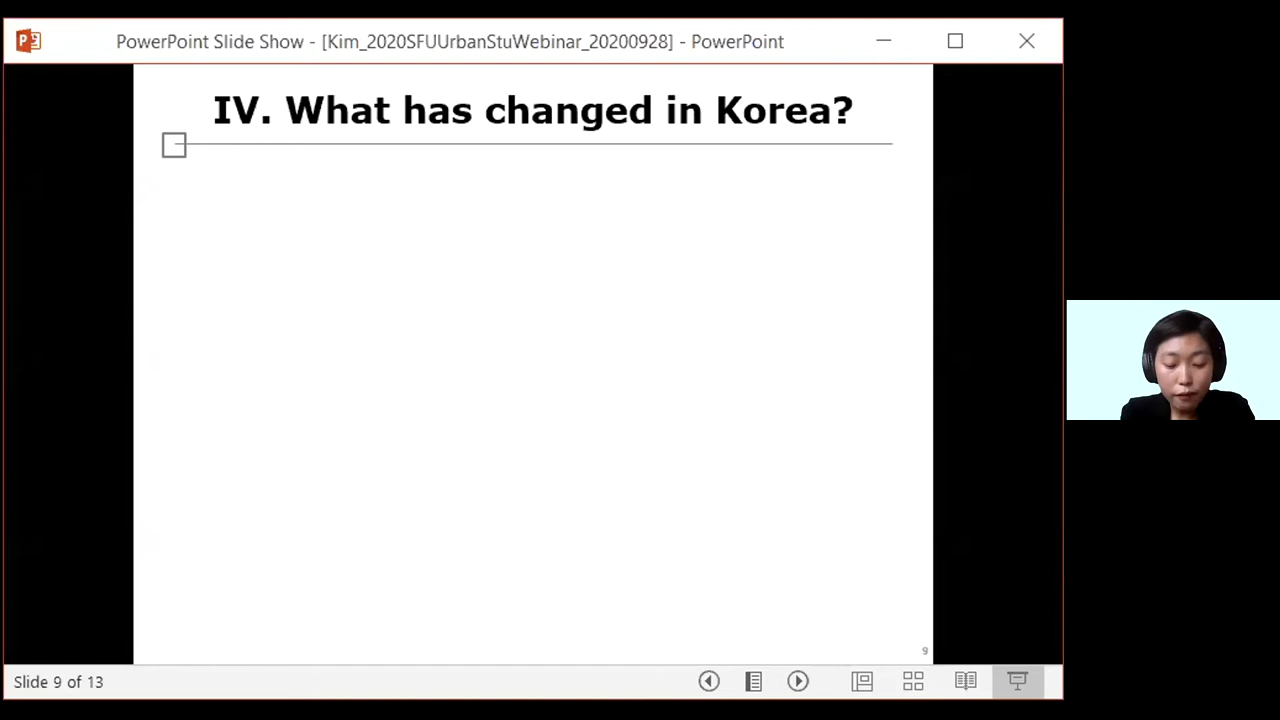 PowerPoint Slide Show - [Kim_2020SFUUrbanStuWebinar_20200928] - PowerPoint
IV. What has changed in Korea?
9
Slide 9 of 13